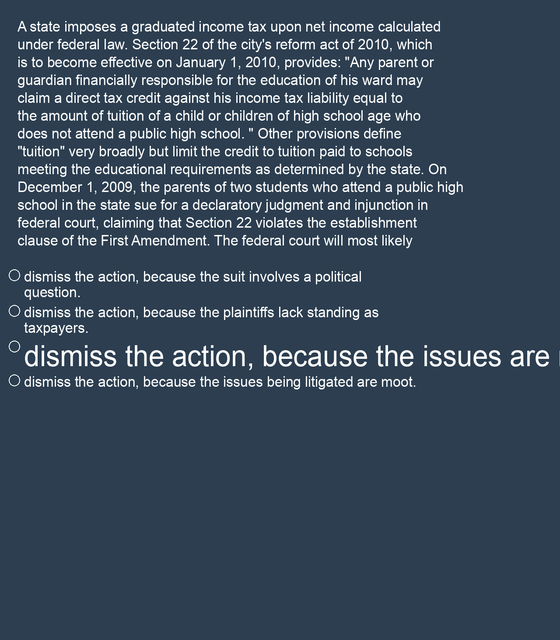 A state imposes a graduated income tax upon net income calculated
under federal law. Section 22 of the city's reform act of 2010, which
is to become effective on January 1, 2010, provides: "Any parent or
guardian financially responsible for the education of his ward may
claim a direct tax credit against his income tax liability equal to
the amount of tuition of a child or children of high school age who
does not attend a public high school. " Other provisions define
"tuition" very broadly but limit the credit to tuition paid to schools
meeting the educational requirements as determined by the state. On
December 1, 2009, the parents of two students who attend a public high
school in the state sue for a declaratory judgment and injunction in
federal court, claiming that Section 22 violates the establishment
clause of the First Amendment. The federal court will most likely
dismiss the action, because the suit involves a political
question.
dismiss the action, because the plaintiffs lack standing as
taxpayers.
dismiss the action, because the issues are
dismiss the action, because the issues being litigated are moot.